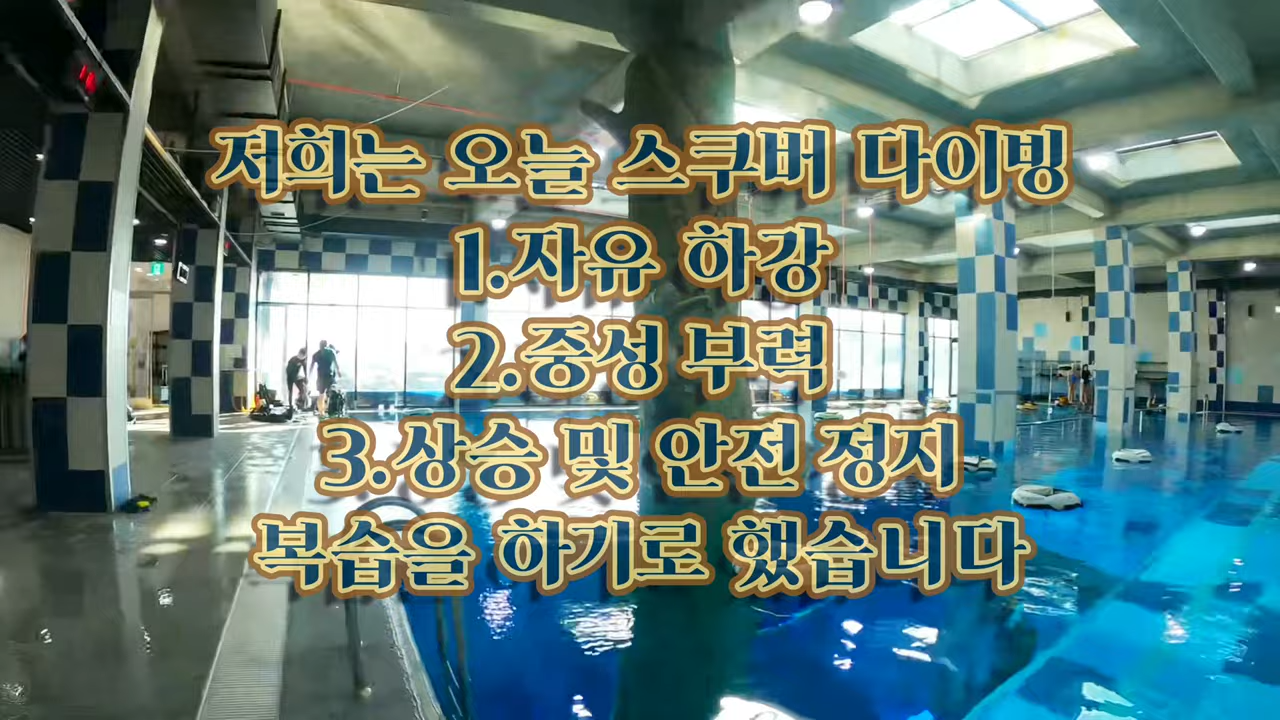 저희는 오늘 스쿠버 다이빙
1.자유 하강
2.중성 부력
3.상승 및 안전 정지
복습을 하기로 했습니다